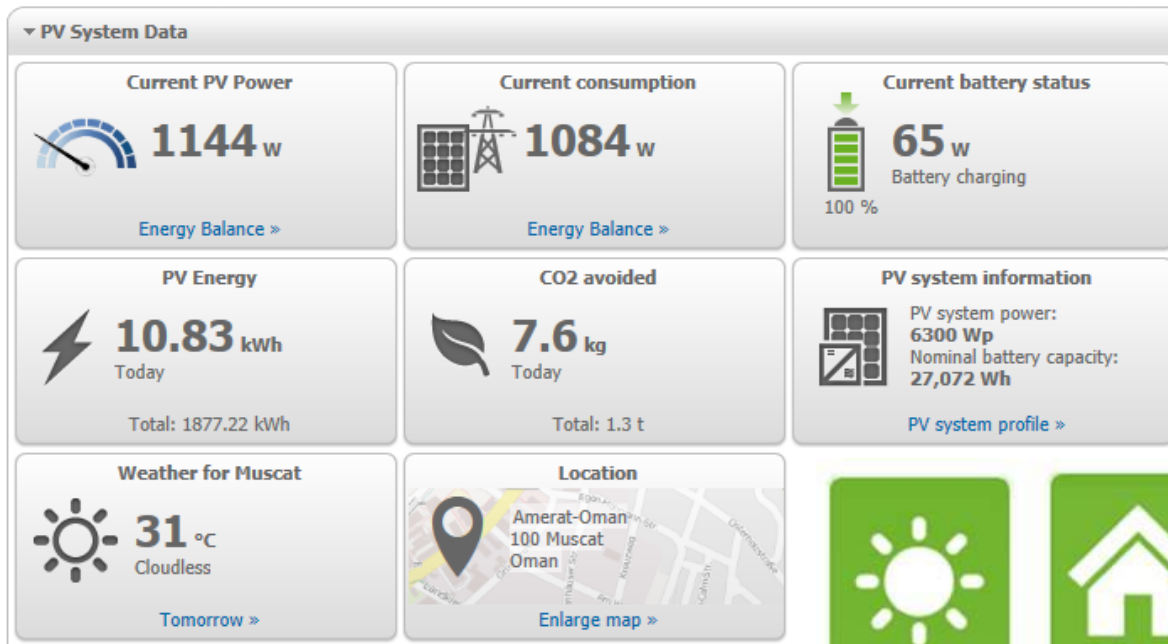 PV System Data
Current PV Power
1144 W
Energy Balance »
Current consumption
1084 W
Energy Balance »
Current battery status
65 W
Battery charging
100 %
PV Energy
10.83 kWh
Today
Total: 1877.22 kWh
CO2 avoided
7.6 kg
Today
Total: 1.3 t
PV system information
PV system power:
6300 Wp
Nominal battery capacity:
27,072 Wh
PV system profile »
Weather for Muscat
31 °C
Cloudless
Tomorrow »
Location
Amerat-Oman
100 Muscat
Oman
Enlarge map »